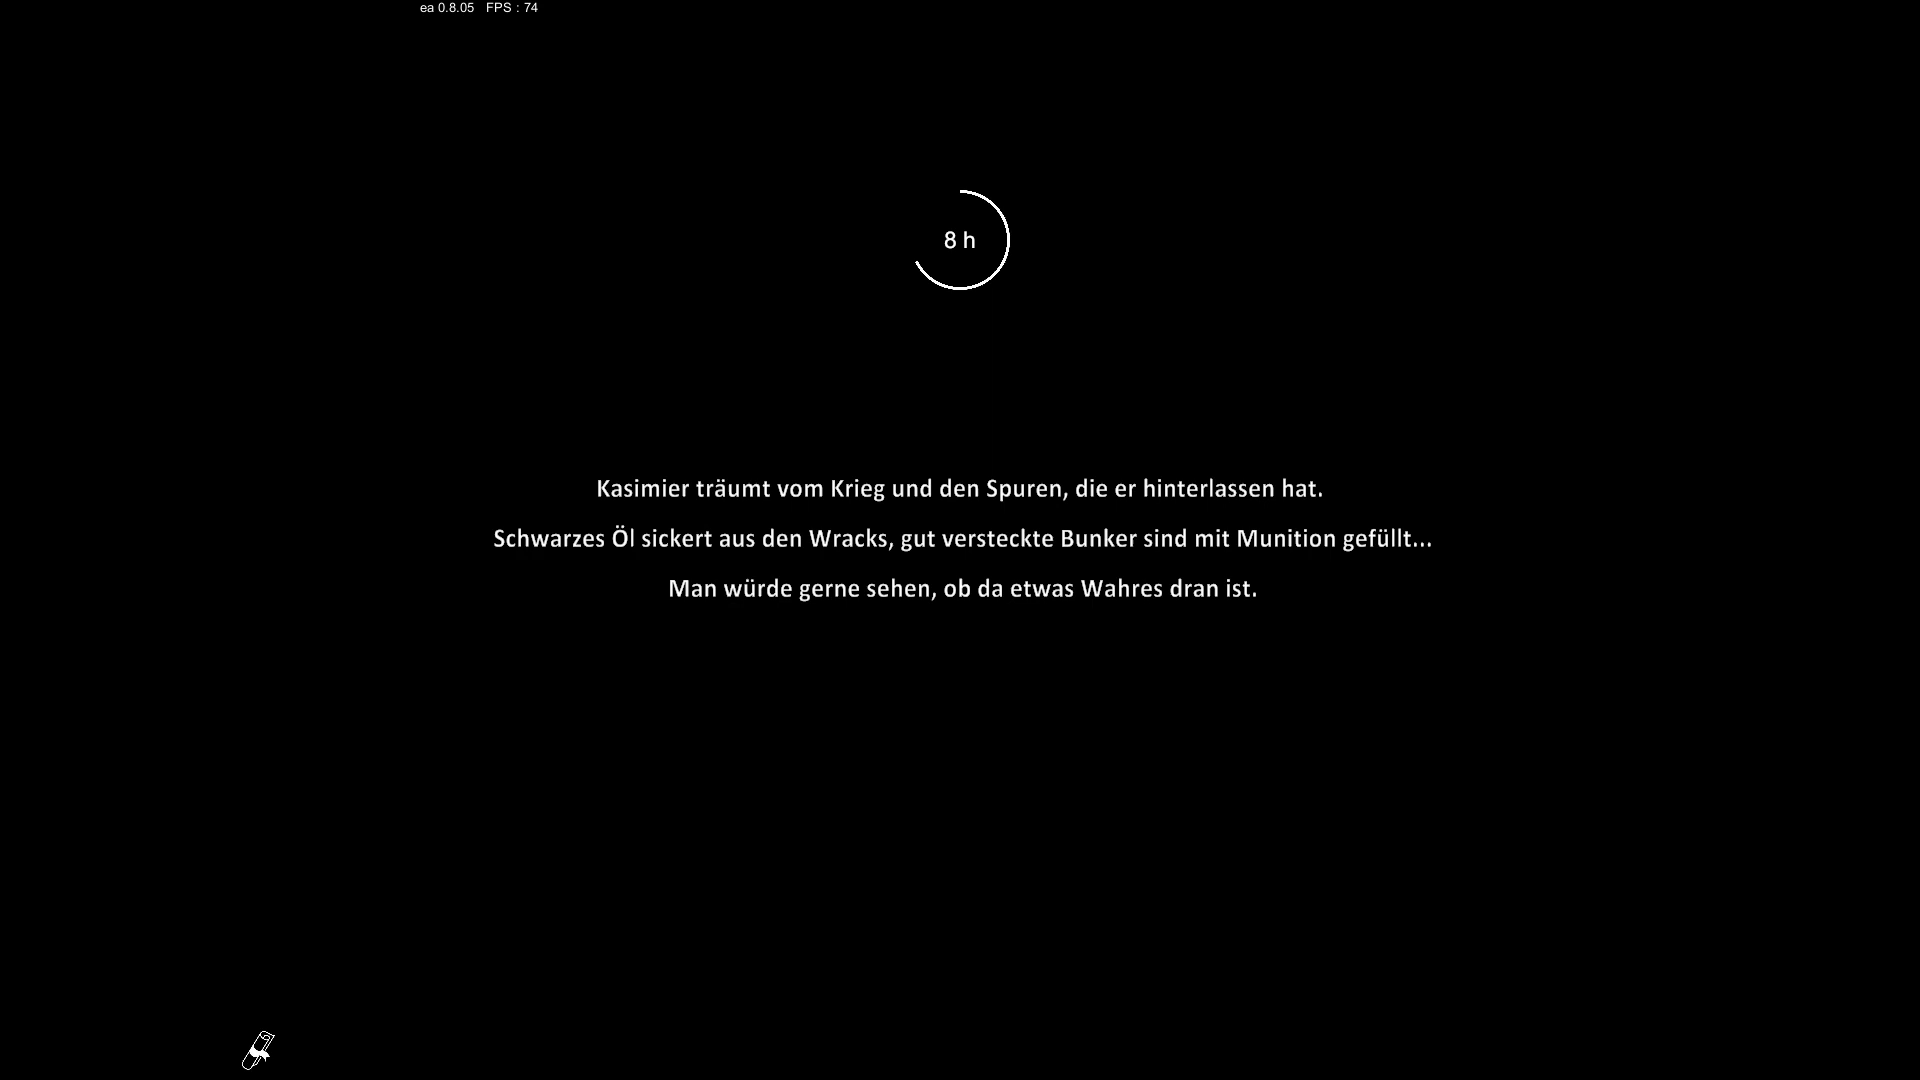 ea 0.8.05 FPS : 74
8 h
Kasimier träumt vom Krieg und den Spuren, die er hinterlassen hat.
Schwarzes Öl sickert aus den Wracks, gut versteckte Bunker sind mit Munition gefüllt...
Man würde gerne sehen, ob da etwas Wahres dran ist.